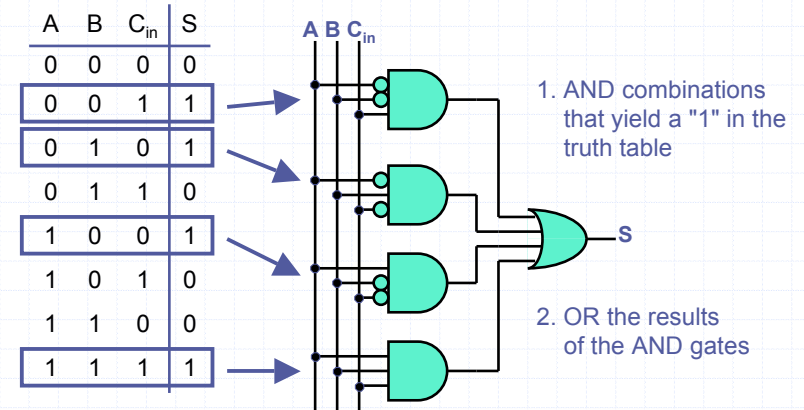 A B C_in S
0 0 0 0
0 0 1 1
0 1 0 1
0 1 1 0
1 0 0 1
1 0 1 0
1 1 0 0
1 1 1 1
A B C_in
1. AND combinations
that yield a "1" in the
truth table
S
2. OR the results
of the AND gates